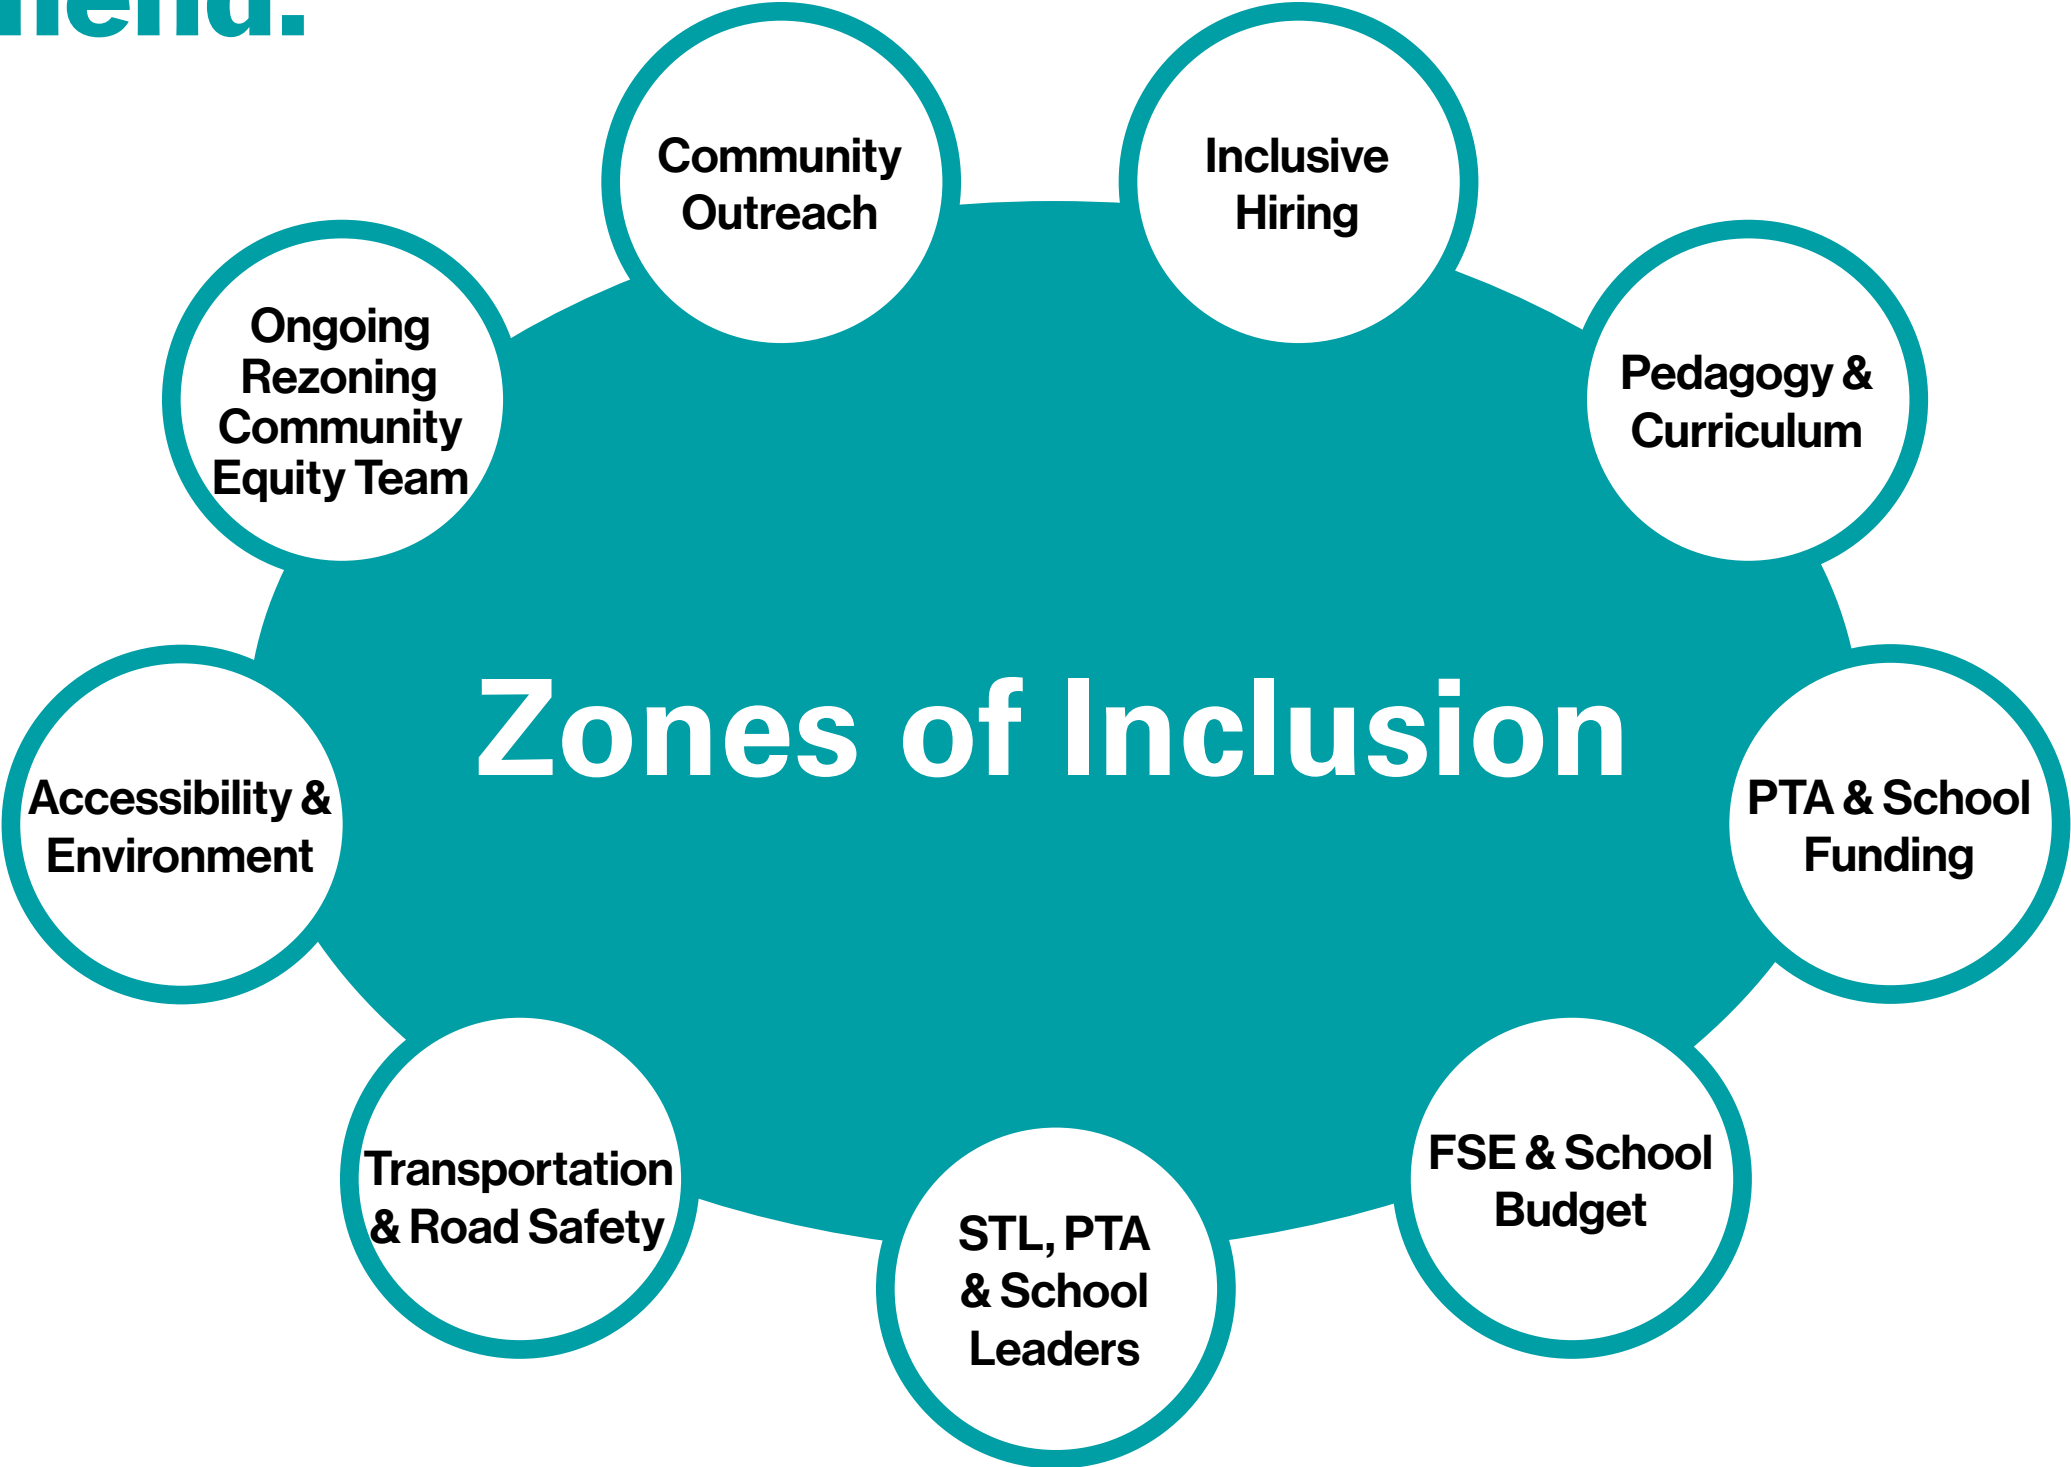 Community
Outreach
Inclusive
Hiring
Ongoing
Rezoning
Community
Equity Team
Pedagogy &
Curriculum
Zones of Inclusion
Accessibility &
Environment
PTA & School
Funding
Transportation
& Road Safety
STL, PTA
& School
Leaders
FSE & School
Budget